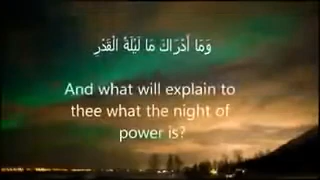 وَمَا أَدْرَاكَ مَا لَيْلَةُ الْقَدْرِ
And what will explain to
thee what the night of
power is?